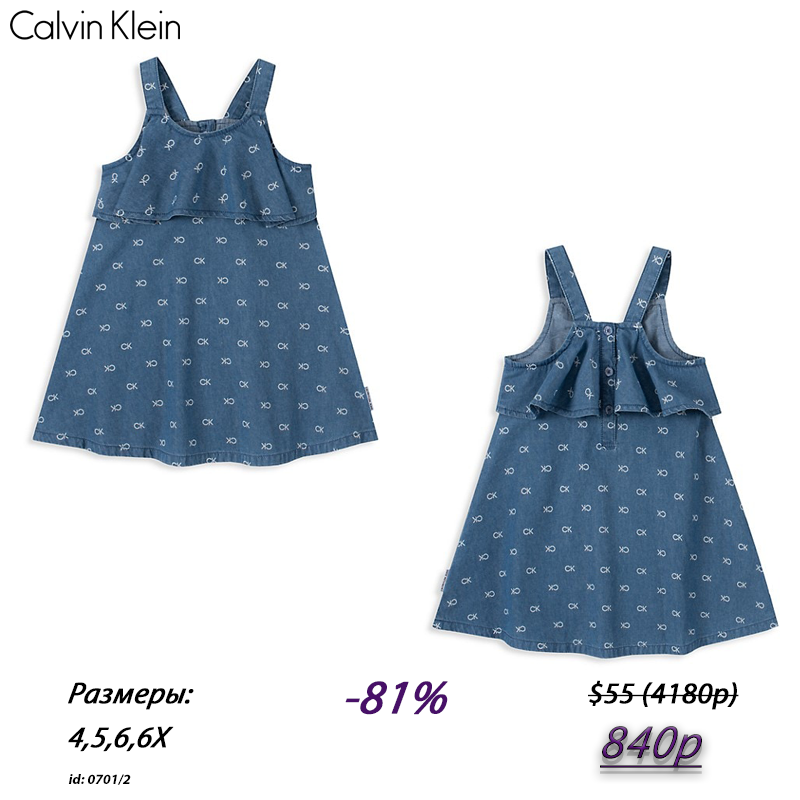 Calvin Klein
Размеры:
4,5,6,6X
id: 0701/2
-81%
$55 (4180р)
840р